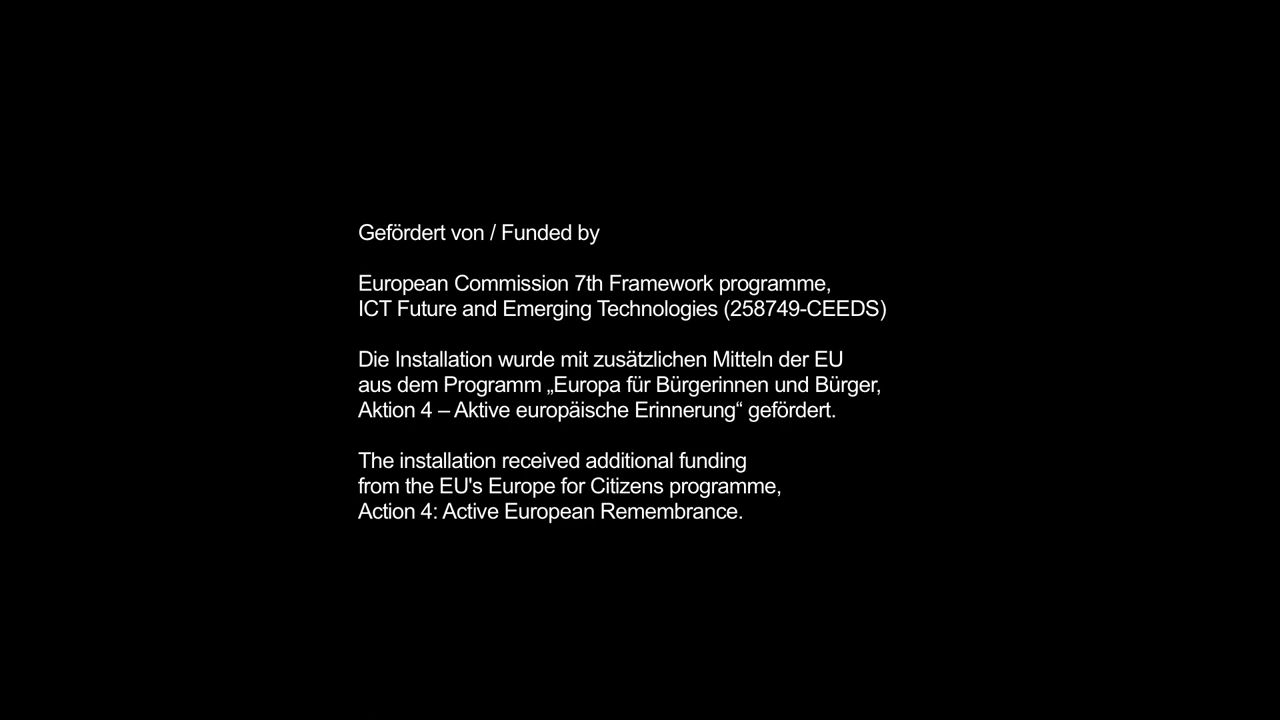 Gefördert von / Funded by
European Commission 7th Framework programme,
ICT Future and Emerging Technologies (258749-CEEDS)
Die Installation wurde mit zusätzlichen Mitteln der EU
aus dem Programm „Europa für Bürgerinnen und Bürger,
Aktion 4 – Aktive europäische Erinnerung“ gefördert.
The installation received additional funding
from the EU's Europe for Citizens programme,
Action 4: Active European Remembrance.